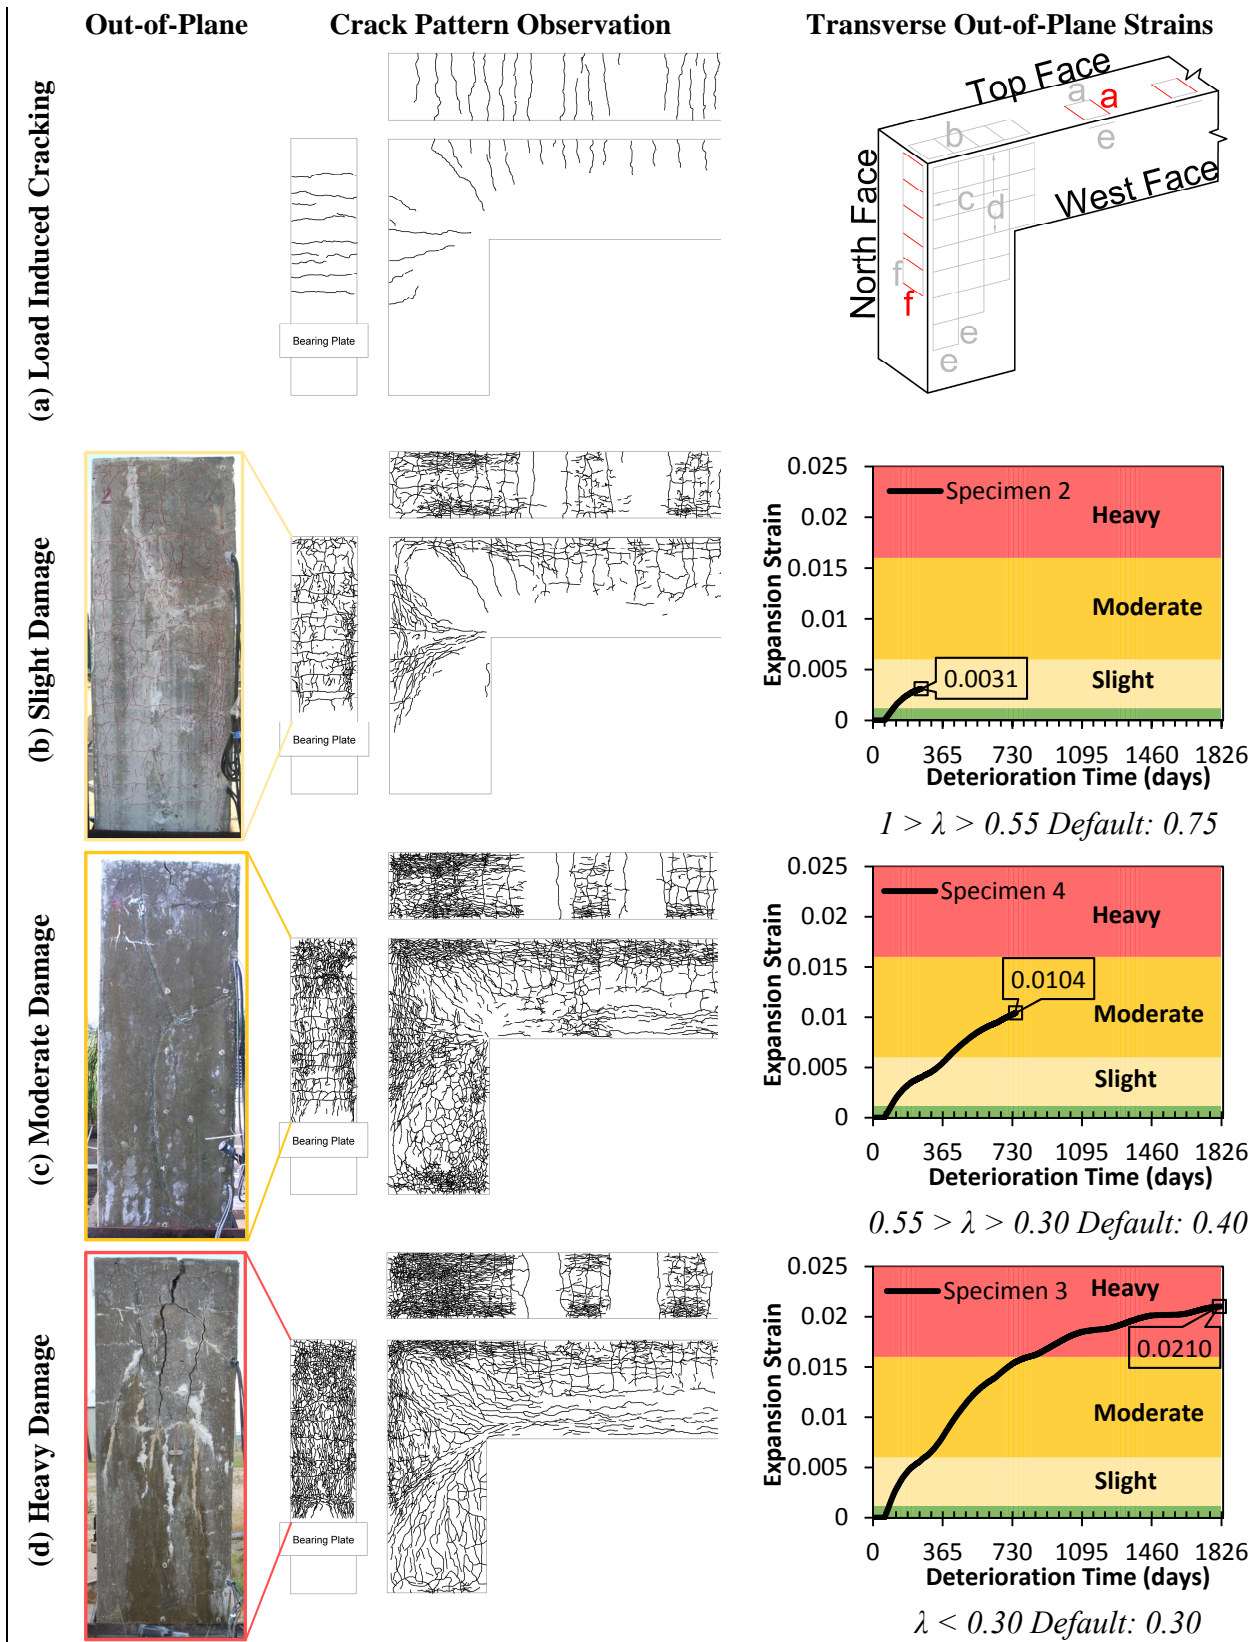 Out-of-Plane Crack Pattern Observation Transverse Out-of-Plane Strains
(a) Load Induced Cracking
Bearing Plate
Top Face
North Face
West Face
a
a
b
c
d
e
f
f
e
e
(b) Slight Damage
2
Bearing Plate
Expansion Strain
0.025
0.02
0.015
0.01
0.005
0
Specimen 2
Heavy
Moderate
Slight
0.0031
0 365 730 1095 1460 1826
Deterioration Time (days)
1 > λ > 0.55 Default: 0.75
(c) Moderate Damage
Bearing Plate
Expansion Strain
0.025
0.02
0.015
0.01
0.005
0
Specimen 4
Heavy
0.0104
Moderate
Slight
0 365 730 1095 1460 1826
Deterioration Time (days)
0.55 > λ > 0.30 Default: 0.40
(d) Heavy Damage
Bearing Plate
Expansion Strain
0.025
0.02
0.015
0.01
0.005
0
Specimen 3
Heavy
0.0210
Moderate
Slight
0 365 730 1095 1460 1826
Deterioration Time (days)
λ < 0.30 Default: 0.30